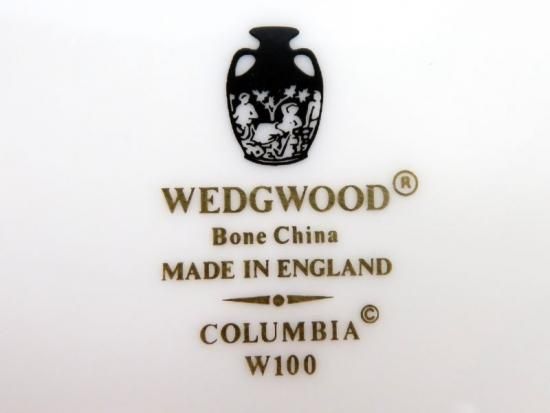 WEDGWOOD®
Bone China
MADE IN ENGLAND
COLUMBIA©
W100